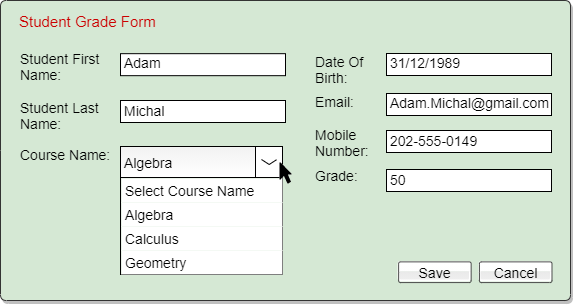 Student Grade Form
Student First
Name:
Adam
Student Last
Name:
Michal
Course Name:
Algebra
Select Course Name
Algebra
Calculus
Geometry
Date Of
Birth:
31/12/1989
Email:
Adam.Michal@gmail.com
Mobile
Number:
202-555-0149
Grade:
50
Save
Cancel